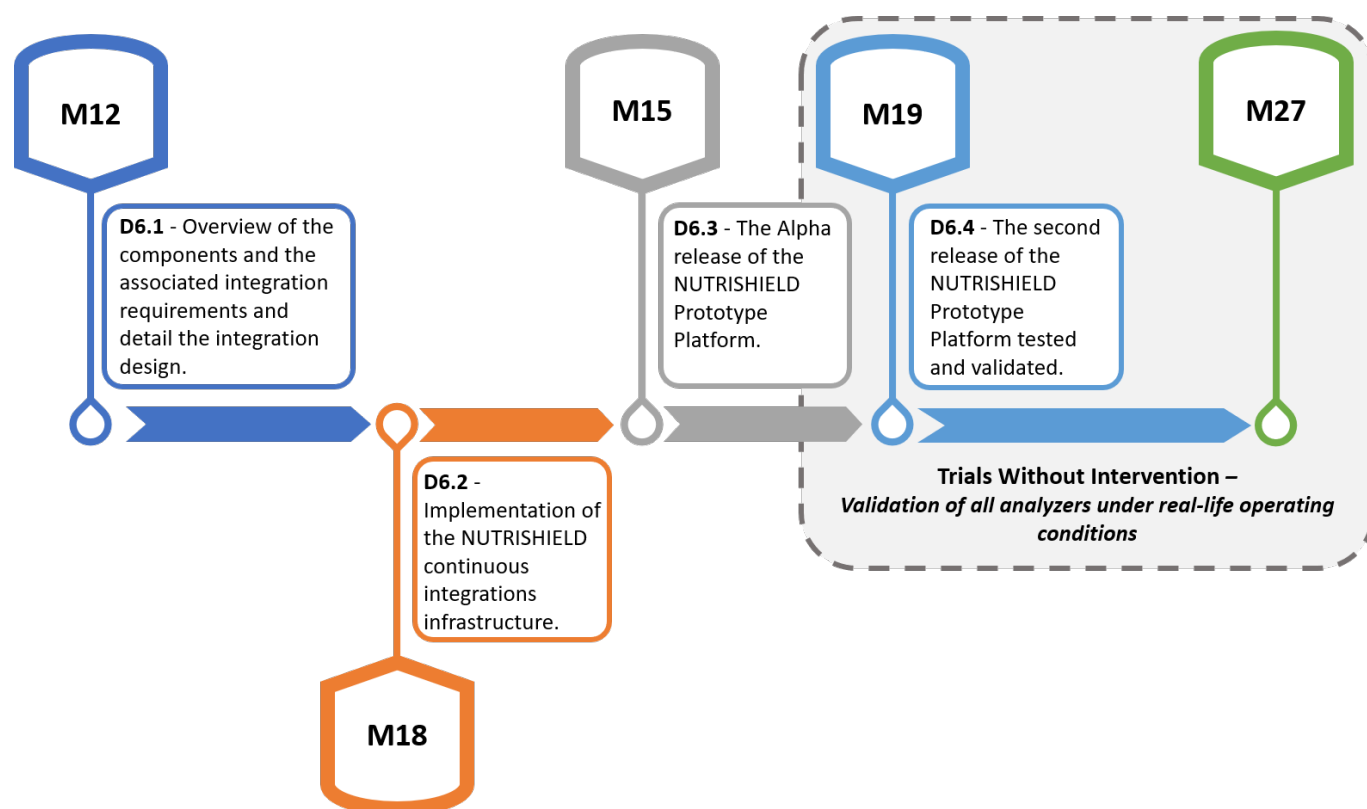 M12
D6.1 - Overview of the
components and the
associated integration
requirements and
detail the integration
design.
M18
D6.2 -
Implementation of
the NUTRISHIELD
continuous
integrations
infrastructure.
M15
D6.3 - The Alpha
release of the
NUTRISHIELD
Prototype
Platform.
M19
D6.4 - The second
release of the
NUTRISHIELD
Prototype
Platform tested
and validated.
M27
Trials Without Intervention –
Validation of all analyzers under real-life operating
conditions